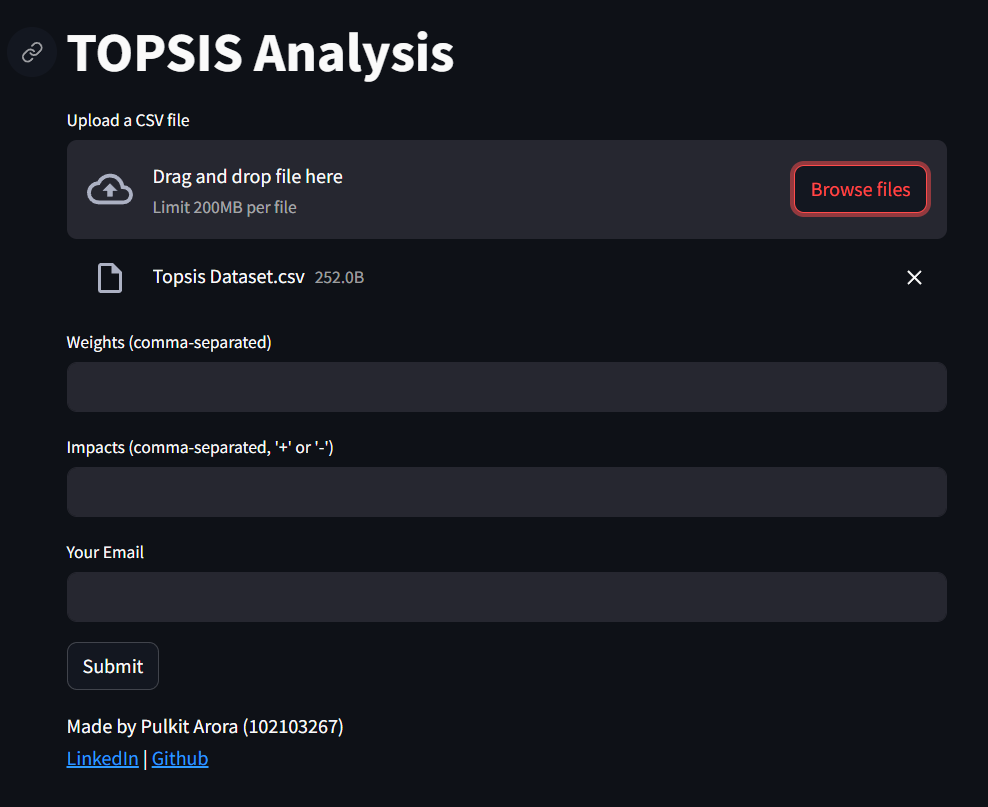 TOPSIS Analysis
Upload a CSV file
Drag and drop file here
Limit 200MB per file
Browse files
Topsis Dataset.csv 252.0B
Weights (comma-separated)
Impacts (comma-separated, '+' or '-')
Your Email
Submit
Made by Pulkit Arora (102103267)
LinkedIn | Github